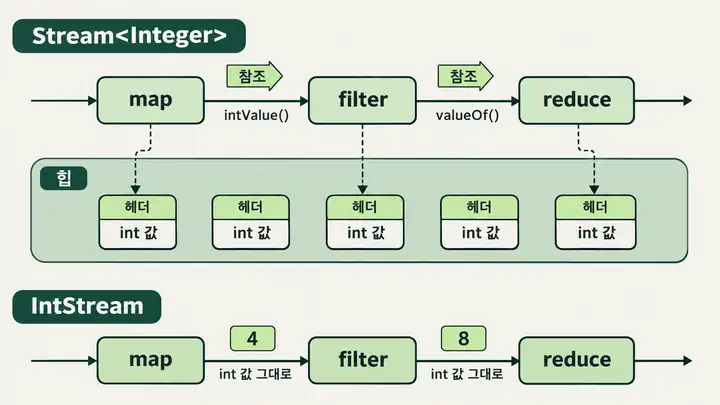 Stream<Integer>
참조
참조
map
filter
reduce
intValue()
valueOf()
힙
헤더
헤더
헤더
헤더
헤더
int 값
int 값
int 값
int 값
int 값
IntStream
4
8
map
filter
reduce
int 값 그대로
int 값 그대로